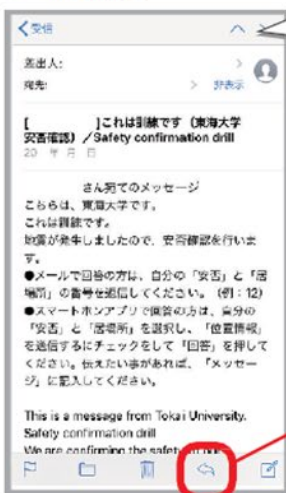 受信
差出人:
宛先:
非表示
[ ]これは訓練です（東海大学
安否確認）／Safety confirmation drill
20 年 月 日
さん宛てのメッセージ
こちらは、東海大学です。
これは訓練です。
地震が発生しましたので、安否確認を行いま
す。
●メールで回答の方は、自分の「安否」と「居
場所」の番号を返信してください。（例：12）
●スマートホンアプリで回答の方は、自分の
「安否」と「居場所」を選択し、「位置情報」
を送信するにチェックをして「回答」を押して
ください。伝えたい事があれば、「メッセー
ジ」に記入してください。
This is a message from Tokai University.
Safety confirmation drill
We are confirming the safety of our